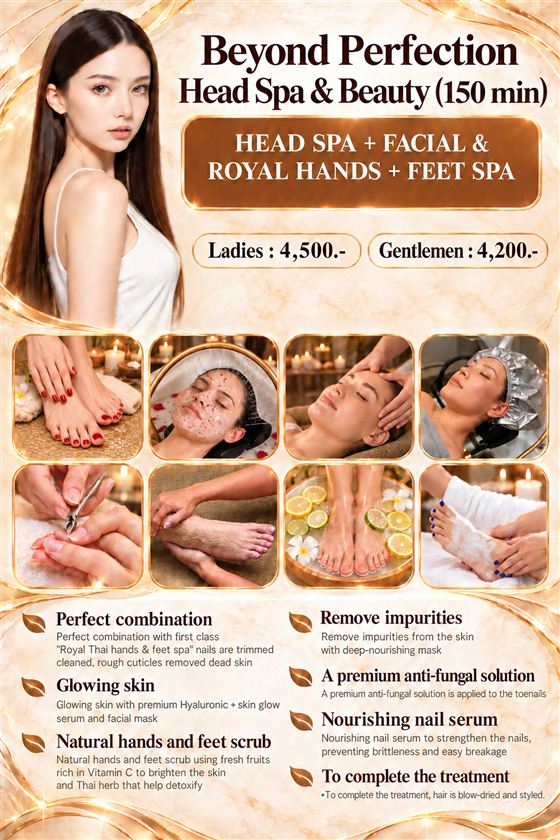 Beyond Perfection
Head Spa & Beauty (150 min)
HEAD SPA + FACIAL &
ROYAL HANDS + FEET SPA
Ladies : 4,500.-
Gentlemen : 4,200.-
Perfect combination
Perfect combination with first class
"Royal Thai hands & feet spa" nails are trimmed
cleaned, rough cuticles removed dead skin
Glowing skin
Glowing skin with premium Hyaluronic + skin glow
serum and facial mask
Natural hands and feet scrub
Natural hands and feet scrub using fresh fruits
rich in Vitamin C to brighten the skin
and Thai herb that help detoxify
Remove impurities
Remove impurities from the skin
with deep-nourishing mask
A premium anti-fungal solution
A premium anti-fungal solution is applied to the toenails
Nourishing nail serum
Nourishing nail serum to strengthen the nails,
preventing brittleness and easy breakage
To complete the treatment
•To complete the treatment, hair is blow-dried and styled.